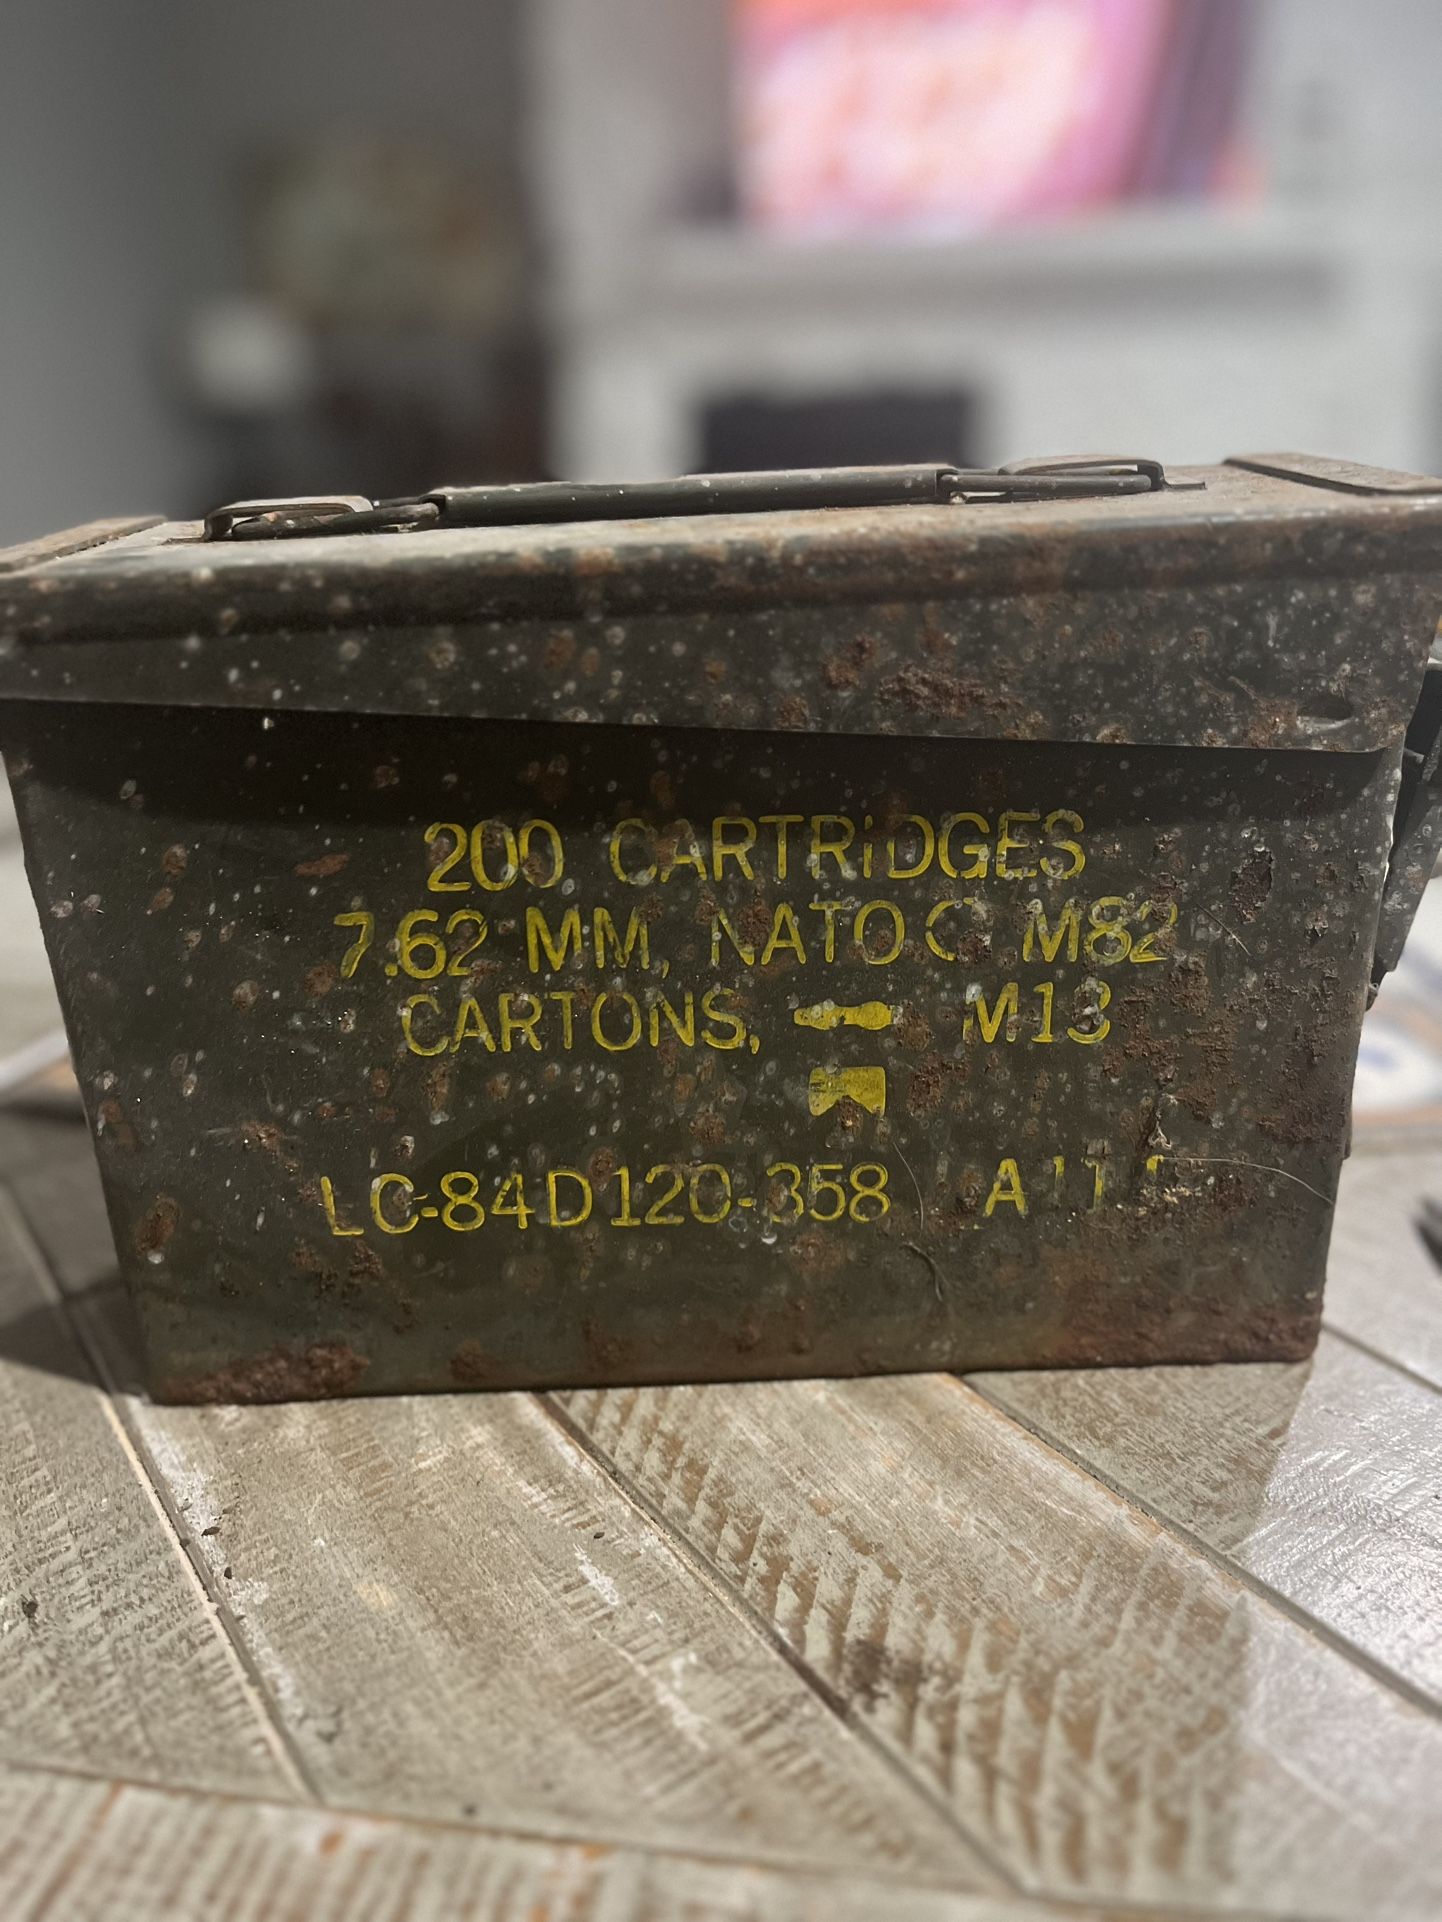 200 CARTRIDGES
7.62 MM, NATO C M82
CARTONS, M13
LC-84D120-358